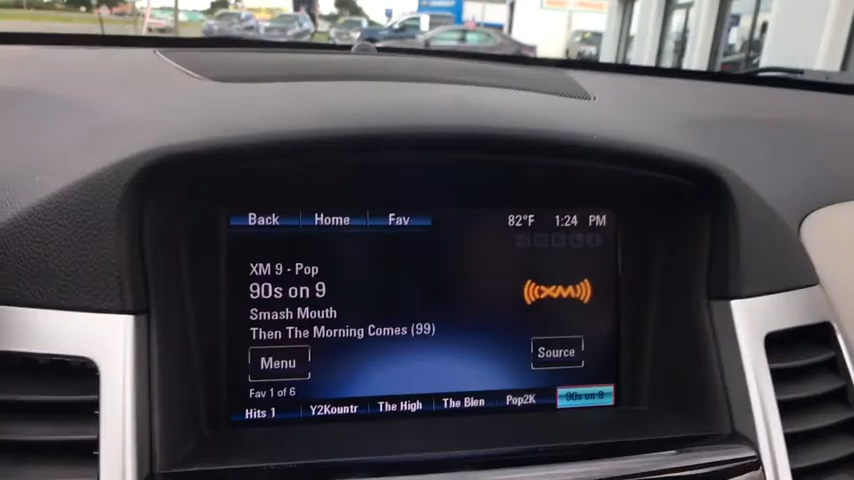 Back Home Fav 82°F 1:24 PM
XM 9 - Pop
90s on 9
Smash Mouth
Then The Morning Comes (99)
XM
Menu
Source
Fav 1 of 6
Hits 1 Y2Kountr The High The Blen Pop2K 90s on 9